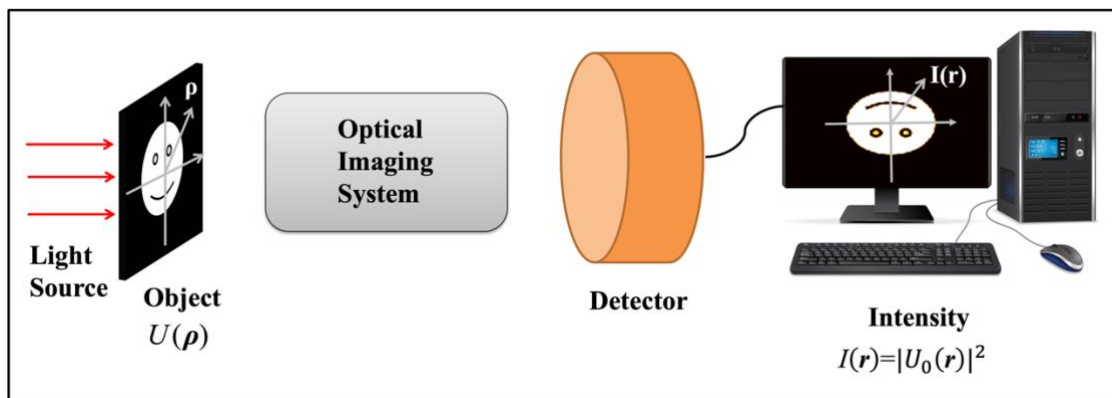 ρ
I(r)
Optical
Imaging
System
Light
Source
Object
U(ρ)
Detector
Intensity
I(r)=|U₀(r)|²